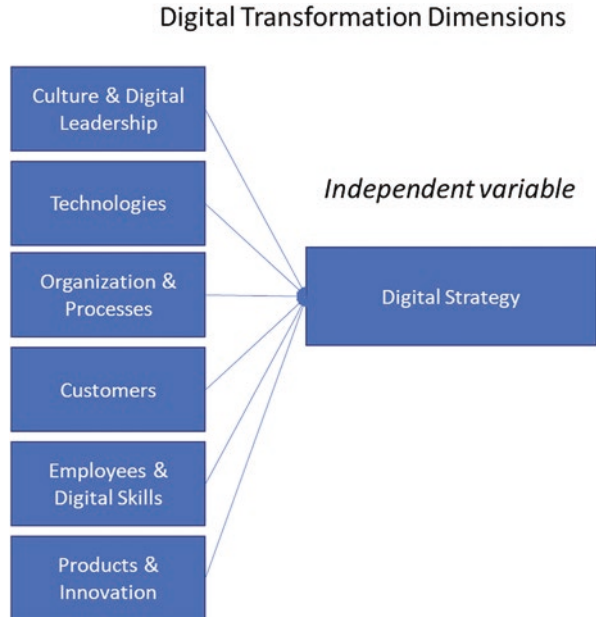 Digital Transformation Dimensions
Culture & Digital
Leadership
Technologies
Organization &
Processes
Customers
Employees &
Digital Skills
Products &
Innovation
Independent variable
Digital Strategy